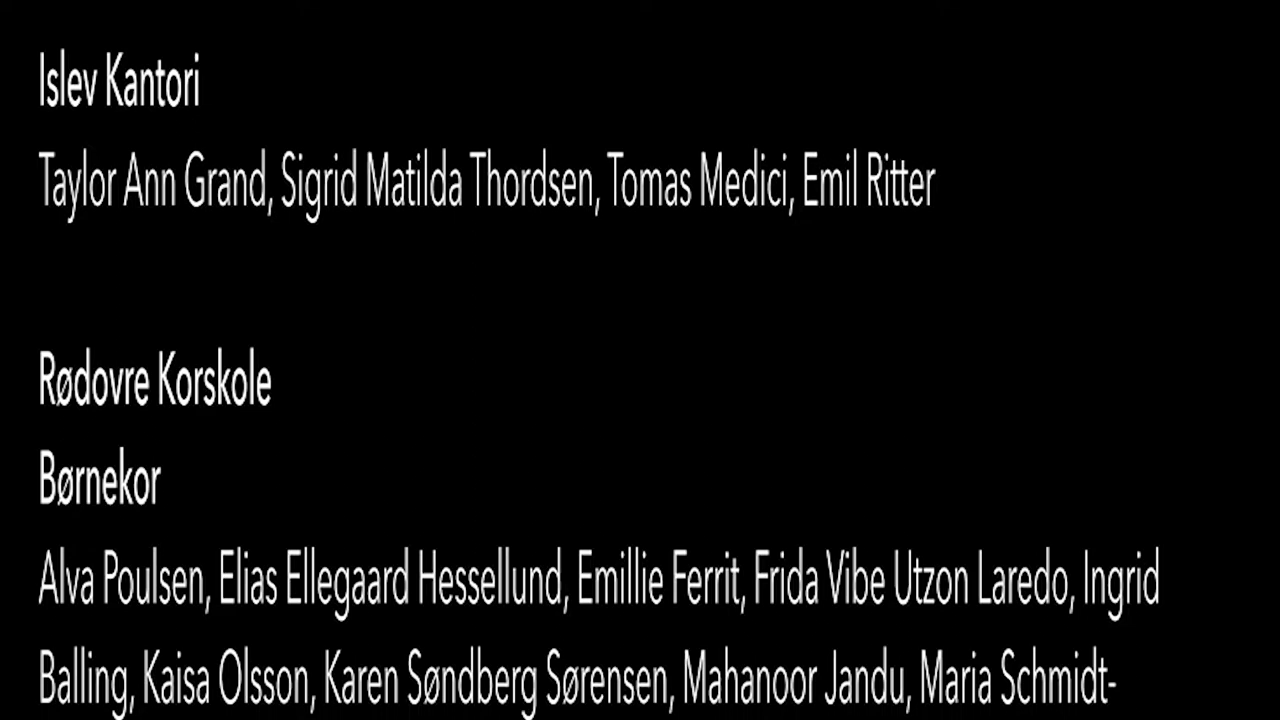 Islev Kantori
Taylor Ann Grand, Sigrid Matilda Thordsen, Tomas Medici, Emil Ritter
Rødovre Korskole
Børnekor
Alva Poulsen, Elias Ellegaard Hessellund, Emillie Ferrit, Frida Vibe Utzon Laredo, Ingrid
Balling, Kaisa Olsson, Karen Søndberg Sørensen, Mahanoor Jandu, Maria Schmidt-